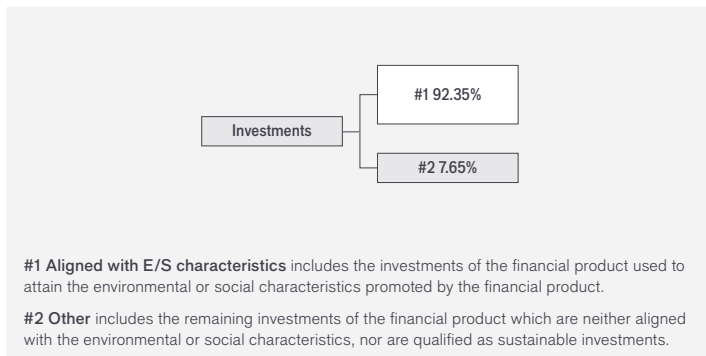 #1 92.35%
Investments
#2 7.65%
#1 Aligned with E/S characteristics includes the investments of the financial product used to
attain the environmental or social characteristics promoted by the financial product.
#2 Other includes the remaining investments of the financial product which are neither aligned
with the environmental or social characteristics, nor are qualified as sustainable investments.